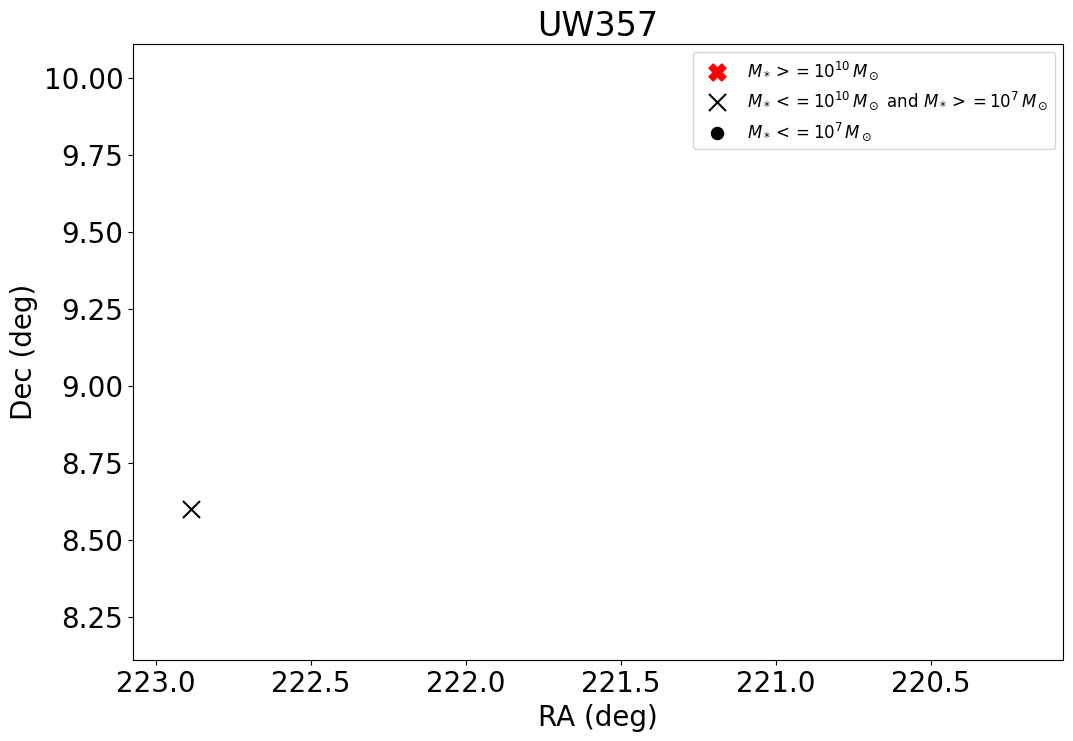 UW357
M* >= 10^10 M⊙
M* <= 10^10 M⊙ and M* >= 10^7 M⊙
M* <= 10^7 M⊙
10.00
9.75
9.50
9.25
9.00
8.75
8.50
8.25
Dec (deg)
223.0 222.5 222.0 221.5 221.0 220.5
RA (deg)